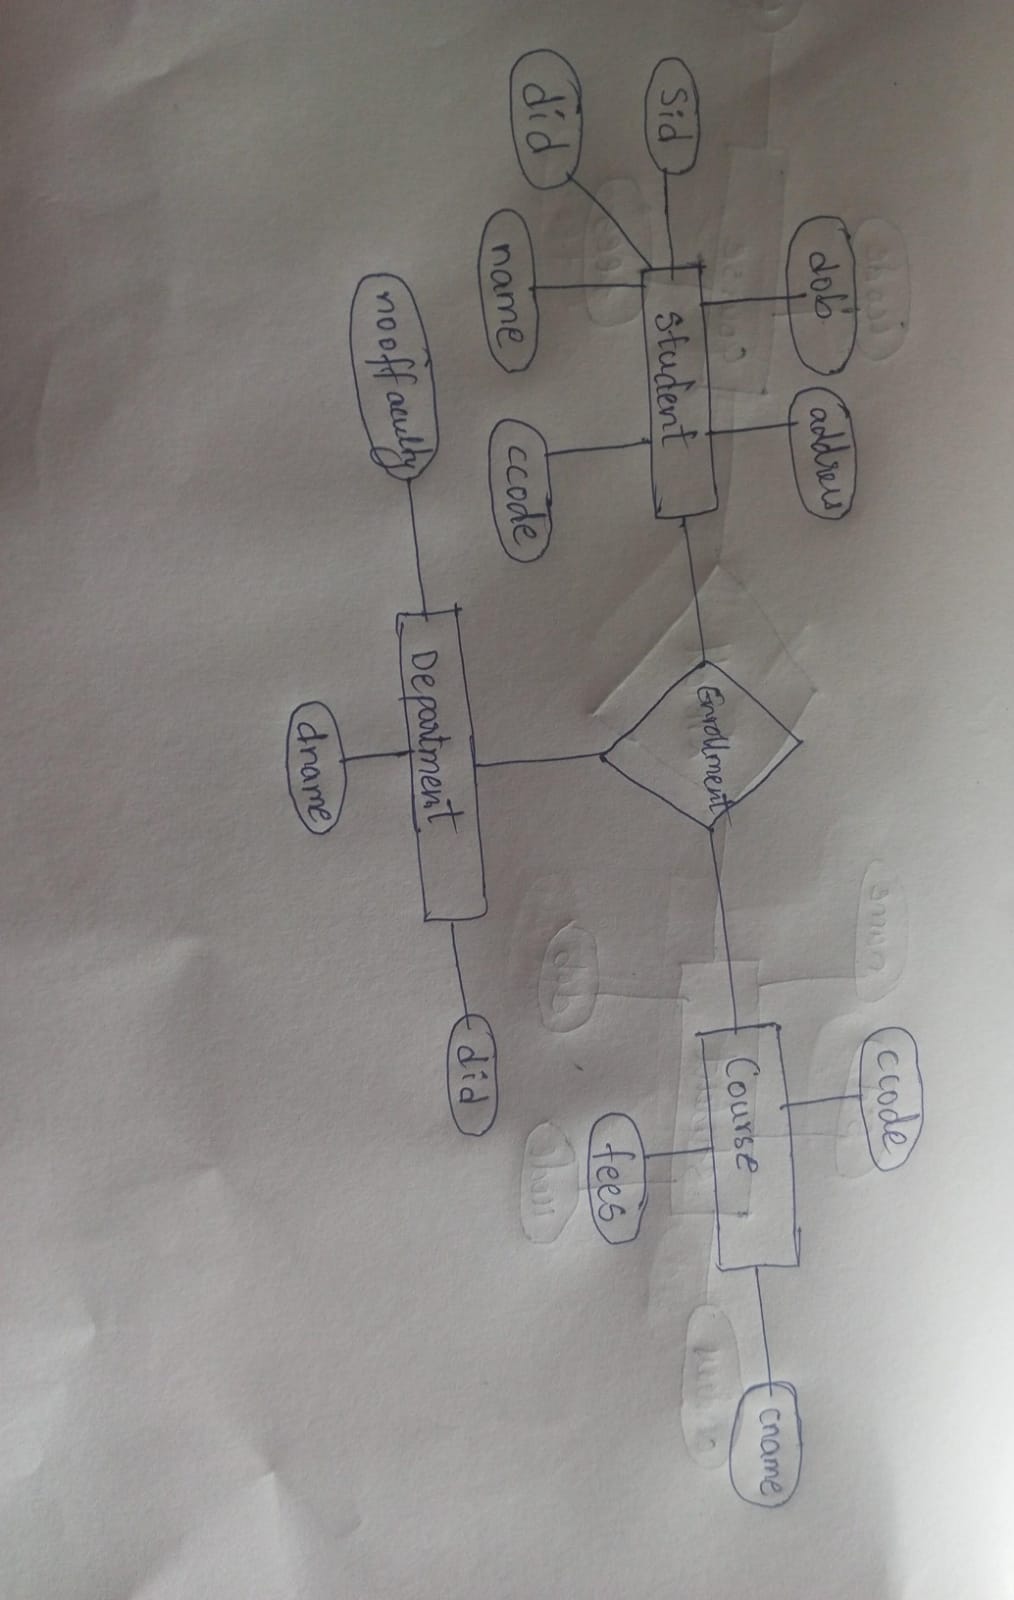 Sid
did
name
ccode
dob
address
Student
Enrollment
Course
ccode
fees
cname
Department
nooffaculty
dname
did